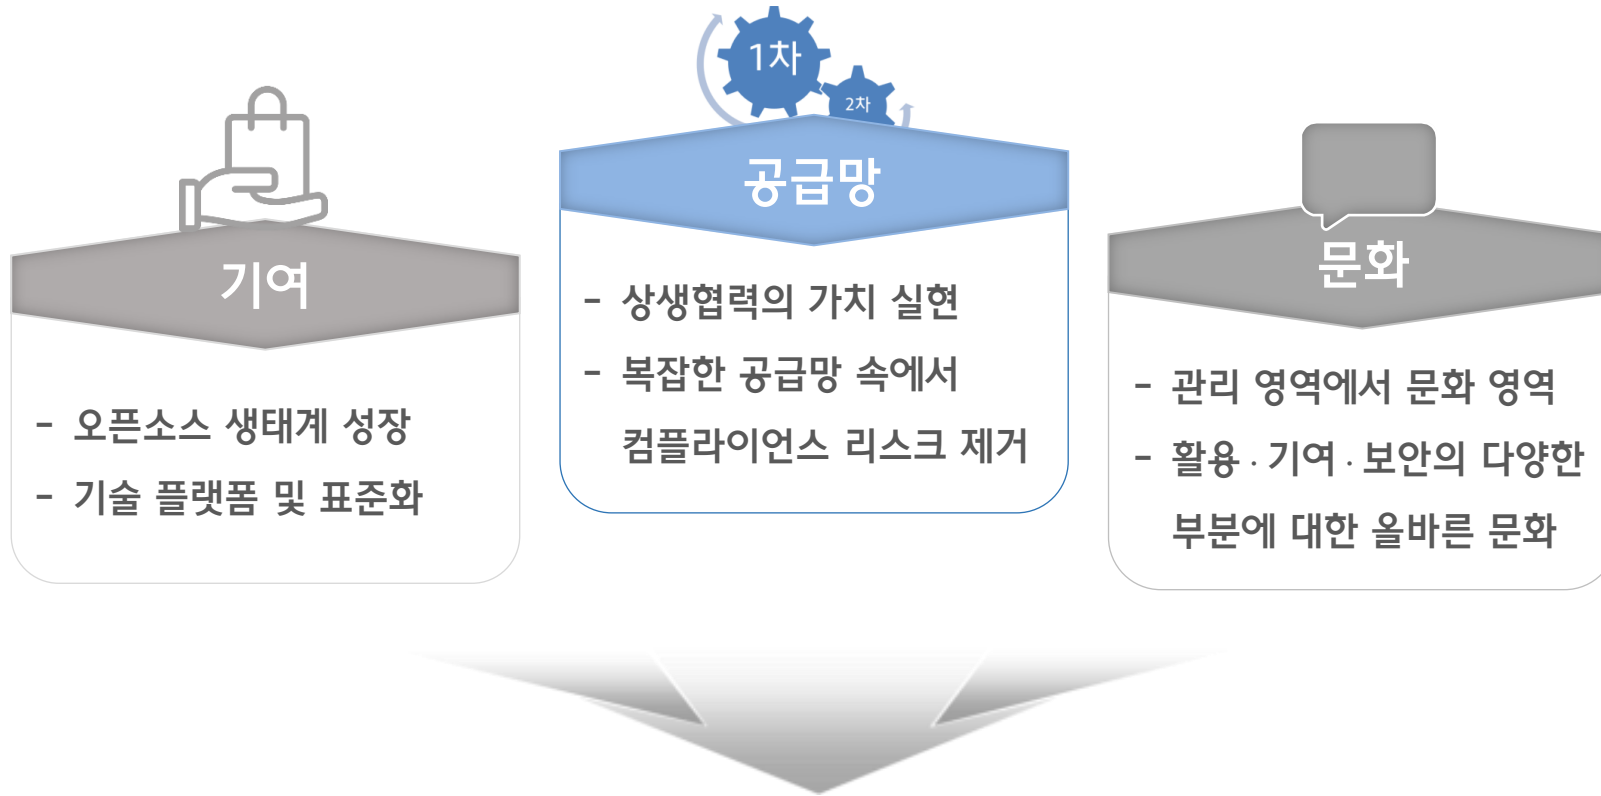 기여
- 오픈소스 생태계 성장
- 기술 플랫폼 및 표준화
1차
2차
공급망
- 상생협력의 가치 실현
- 복잡한 공급망 속에서
컴플라이언스 리스크 제거
문화
- 관리 영역에서 문화 영역
- 활용 · 기여 · 보안의 다양한
부분에 대한 올바른 문화